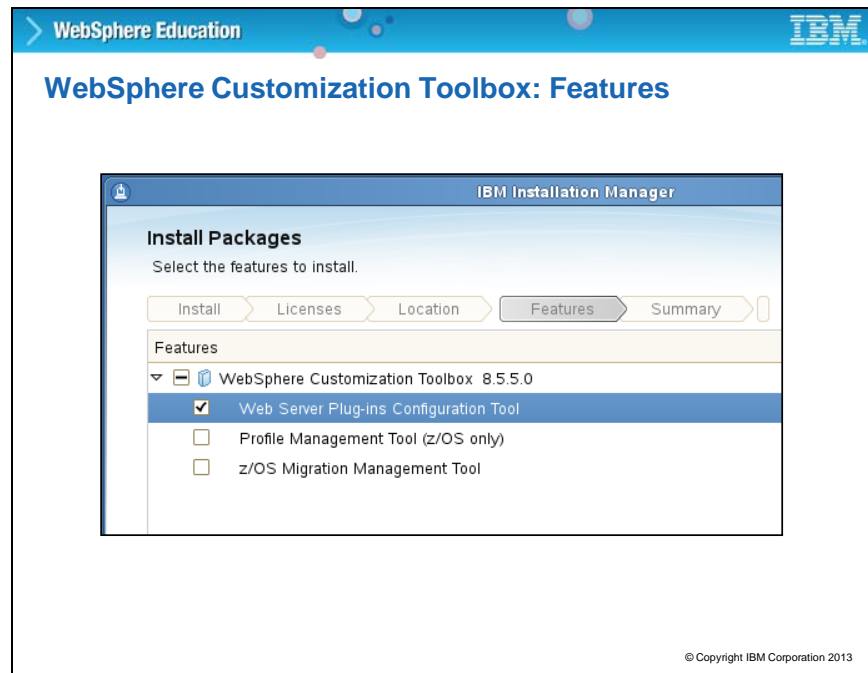 WebSphere Education
IBM.
WebSphere Customization Toolbox: Features
IBM Installation Manager
Install Packages
Select the features to install.
Install Licenses Location Features Summary
Features
WebSphere Customization Toolbox 8.5.5.0
Web Server Plug-ins Configuration Tool
Profile Management Tool (z/OS only)
z/OS Migration Management Tool
© Copyright IBM Corporation 2013